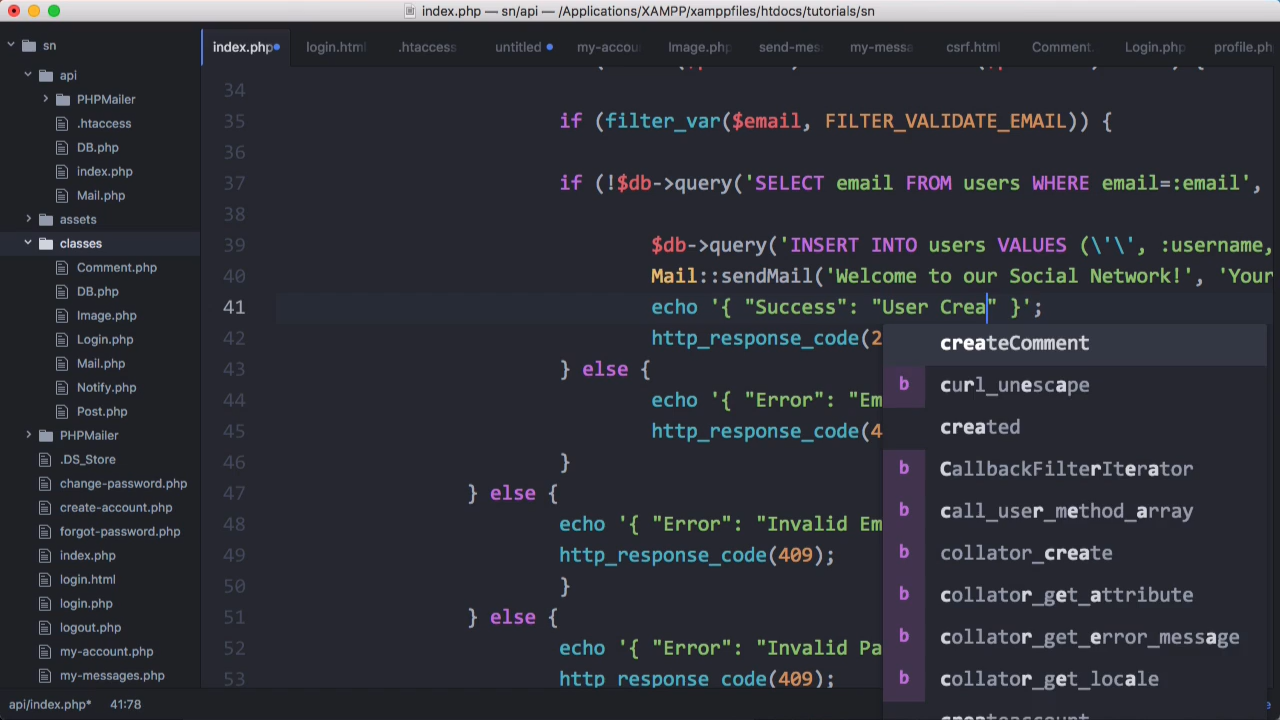 index.php — sn/api — /Applications/XAMPP/xamppfiles/htdocs/tutorials/sn
sn
api
PHPMailer
.htaccess
DB.php
index.php
Mail.php
assets
classes
Comment.php
DB.php
Image.php
Login.php
Mail.php
Notify.php
Post.php
PHPMailer
.DS_Store
change-password.php
create-account.php
forgot-password.php
index.php
login.html
login.php
logout.php
my-account.php
my-messages.php
index.php login.html .htaccess untitled my-accou Image.php send-mes my-messa csrf.html Comment. Login.php profile.ph
34
35 if (filter_var($email, FILTER_VALIDATE_EMAIL)) {
36
37 if (!$db->query('SELECT email FROM users WHERE email=:email',
38
39 $db->query('INSERT INTO users VALUES (\'\', :username,
40 Mail::sendMail('Welcome to our Social Network!', 'Your
41 echo '{ "Success": "User Crea" }';
42 http_response_code(2
43 } else {
44 echo '{ "Error": "Em
45 http_response_code(4
46 }
47 } else {
48 echo '{ "Error": "Invalid Em
49 http_response_code(409);
50 }
51 } else {
52 echo '{ "Error": "Invalid Pa
53 http_response_code(409);
createComment
b curl_unescape
created
b CallbackFilterIterator
b call_user_method_array
b collator_create
b collator_get_attribute
b collator_get_error_message
b collator_get_locale
createaccount
api/index.php* 41:78